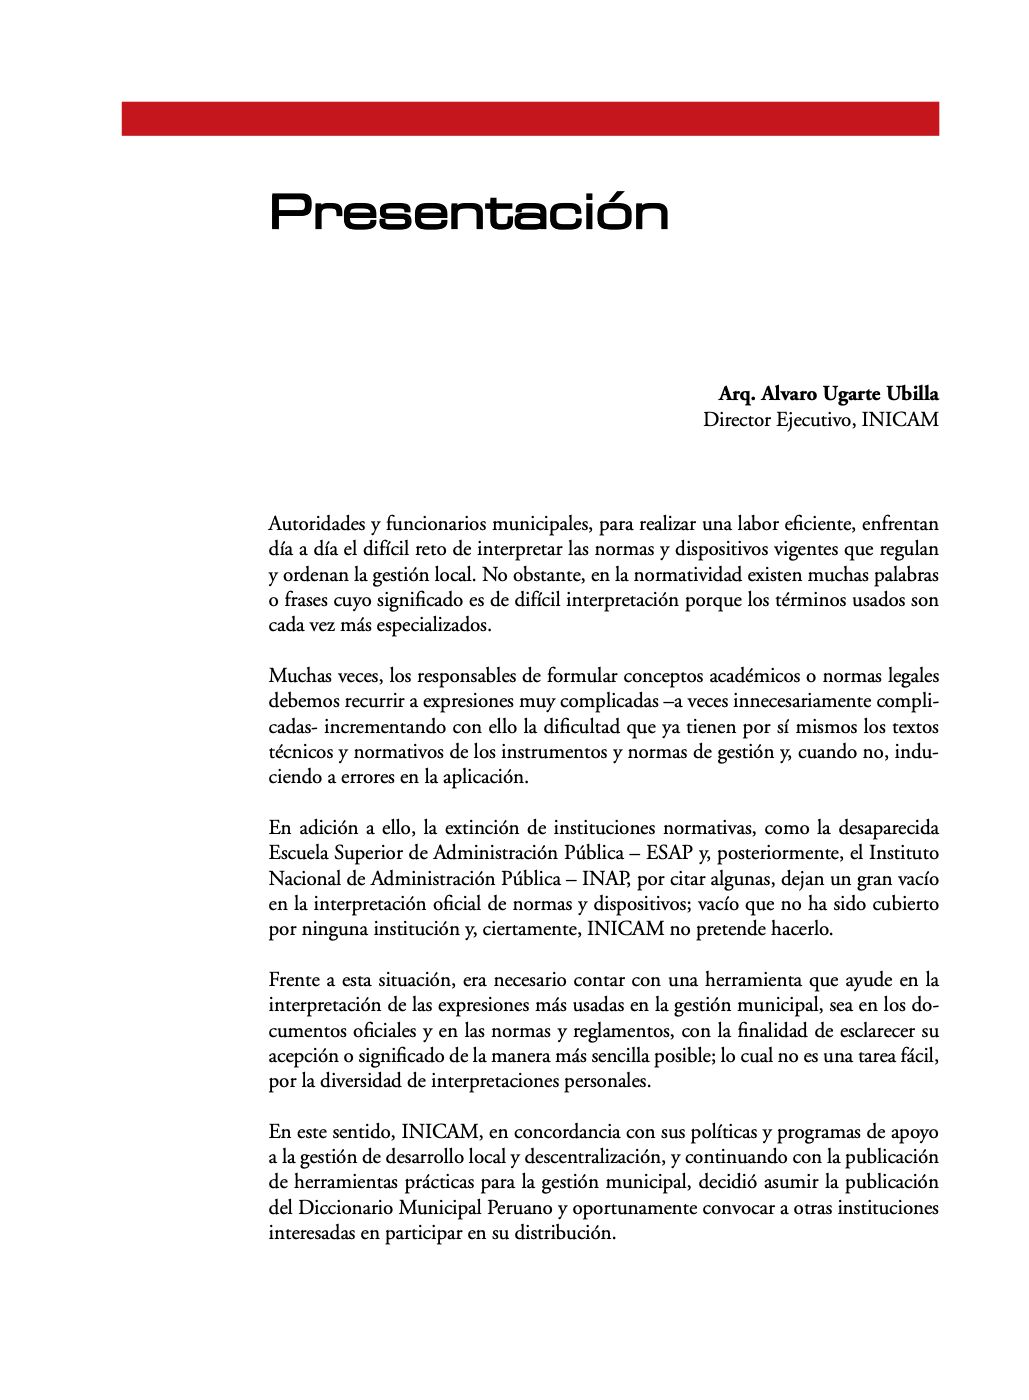 Presentación
Arq. Alvaro Ugarte Ubilla
Director Ejecutivo, INICAM
Autoridades y funcionarios municipales, para realizar una labor eficiente, enfrentan
día a día el difícil reto de interpretar las normas y dispositivos vigentes que regulan
y ordenan la gestión local. No obstante, en la normatividad existen muchas palabras
o frases cuyo significado es de difícil interpretación porque los términos usados son
cada vez más especializados.
Muchas veces, los responsables de formular conceptos académicos o normas legales
debemos recurrir a expresiones muy complicadas –a veces innecesariamente compli-
cadas- incrementando con ello la dificultad que ya tienen por sí mismos los textos
técnicos y normativos de los instrumentos y normas de gestión y, cuando no, indu-
ciendo a errores en la aplicación.
En adición a ello, la extinción de instituciones normativas, como la desaparecida
Escuela Superior de Administración Pública – ESAP y, posteriormente, el Instituto
Nacional de Administración Pública – INAP, por citar algunas, dejan un gran vacío
en la interpretación oficial de normas y dispositivos; vacío que no ha sido cubierto
por ninguna institución y, ciertamente, INICAM no pretende hacerlo.
Frente a esta situación, era necesario contar con una herramienta que ayude en la
interpretación de las expresiones más usadas en la gestión municipal, sea en los do-
cumentos oficiales y en las normas y reglamentos, con la finalidad de esclarecer su
acepción o significado de la manera más sencilla posible; lo cual no es una tarea fácil,
por la diversidad de interpretaciones personales.
En este sentido, INICAM, en concordancia con sus políticas y programas de apoyo
a la gestión de desarrollo local y descentralización, y continuando con la publicación
de herramientas prácticas para la gestión municipal, decidió asumir la publicación
del Diccionario Municipal Peruano y oportunamente convocar a otras instituciones
interesadas en participar en su distribución.